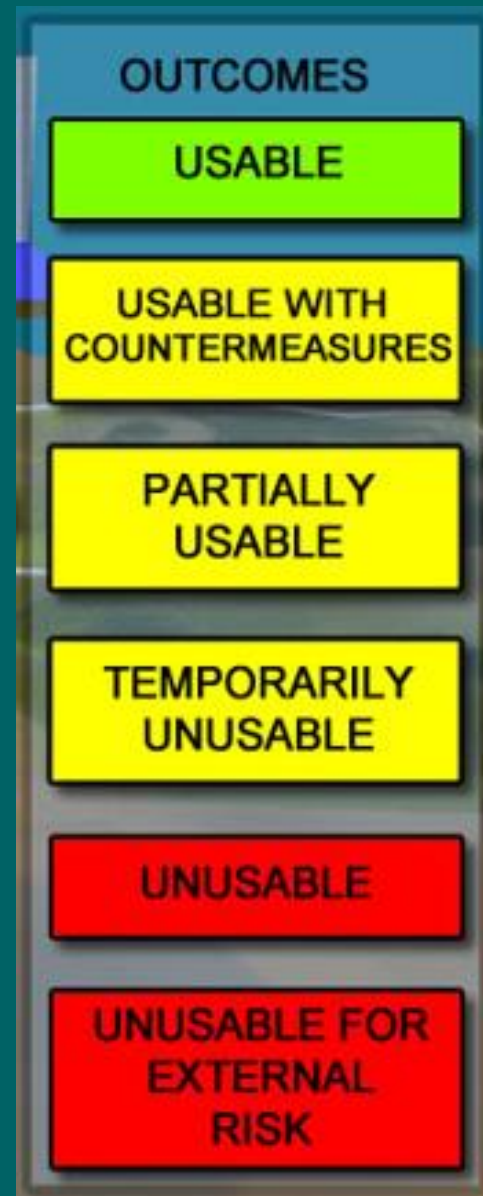 OUTCOMES
USABLE
USABLE WITH
COUNTERMEASURES
PARTIALLY
USABLE
TEMPORARILY
UNUSABLE
UNUSABLE
UNUSABLE FOR
EXTERNAL
RISK